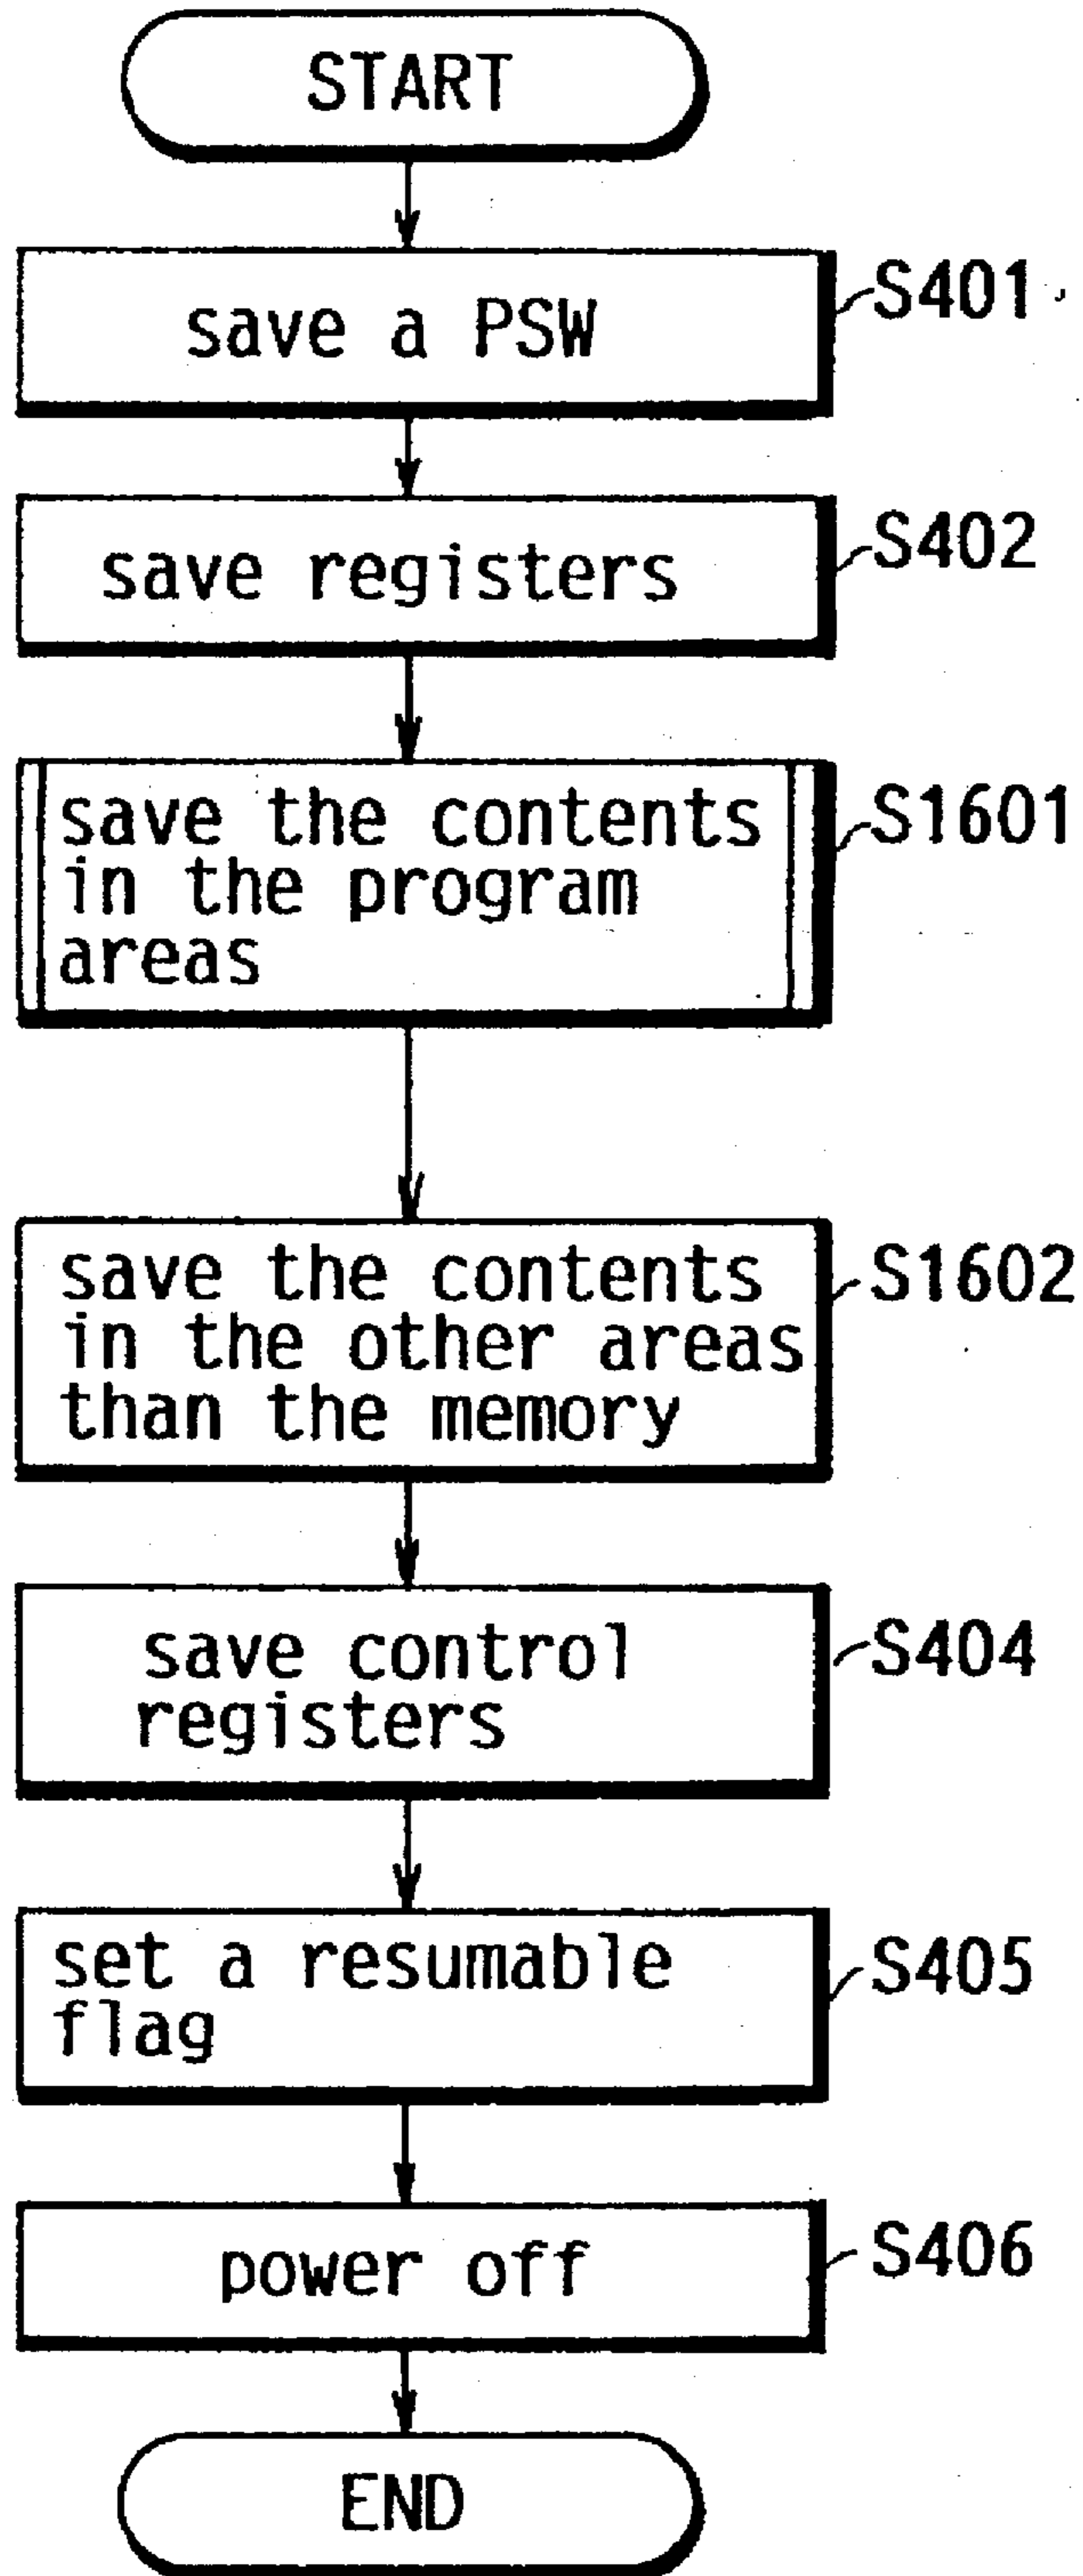 START
save a PSW
S401
save registers
S402
save the contents
in the program
areas
S1601
save the contents
in the other areas
than the memory
S1602
save control
registers
S404
set a resumable
flag
S405
power off
S406
END